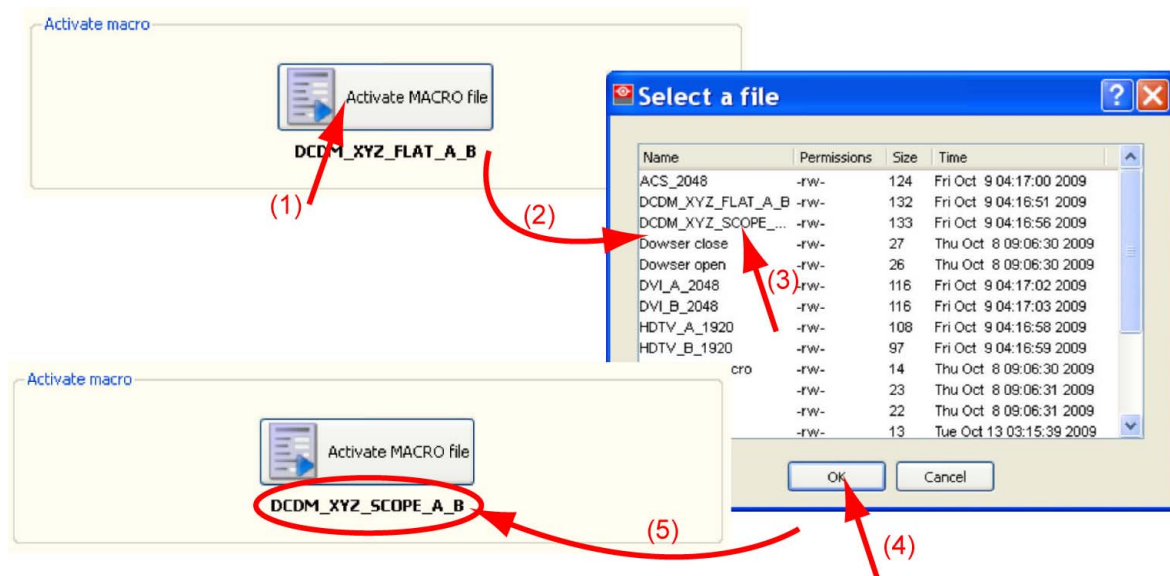 Activate macro
Activate MACRO file
DCDM_XYZ_FLAT_A_B
(1)
(2)
Select a file
Name Permissions Size Time
ACS_2048 -rw- 124 Fri Oct 9 04:17:00 2009
DCDM_XYZ_FLAT_A_B -rw- 132 Fri Oct 9 04:16:51 2009
DCDM_XYZ_SCOPE_... -rw- 133 Fri Oct 9 04:16:56 2009
Dowser close -rw- 27 Thu Oct 8 09:06:30 2009
Dowser open -rw- 26 Thu Oct 8 09:06:30 2009
(3)
DVI_A_2048 -rw- 116 Fri Oct 9 04:17:02 2009
DVI_B_2048 -rw- 116 Fri Oct 9 04:17:03 2009
HDTV_A_1920 -rw- 108 Fri Oct 9 04:16:58 2009
HDTV_B_1920 -rw- 97 Fri Oct 9 04:16:59 2009
cro -rw- 14 Thu Oct 8 09:06:30 2009
-rw- 23 Thu Oct 8 09:06:31 2009
-rw- 22 Thu Oct 8 09:06:31 2009
-rw- 13 Tue Oct 13 03:15:39 2009
OK Cancel
(4)
Activate macro
Activate MACRO file
DCDM_XYZ_SCOPE_A_B
(5)